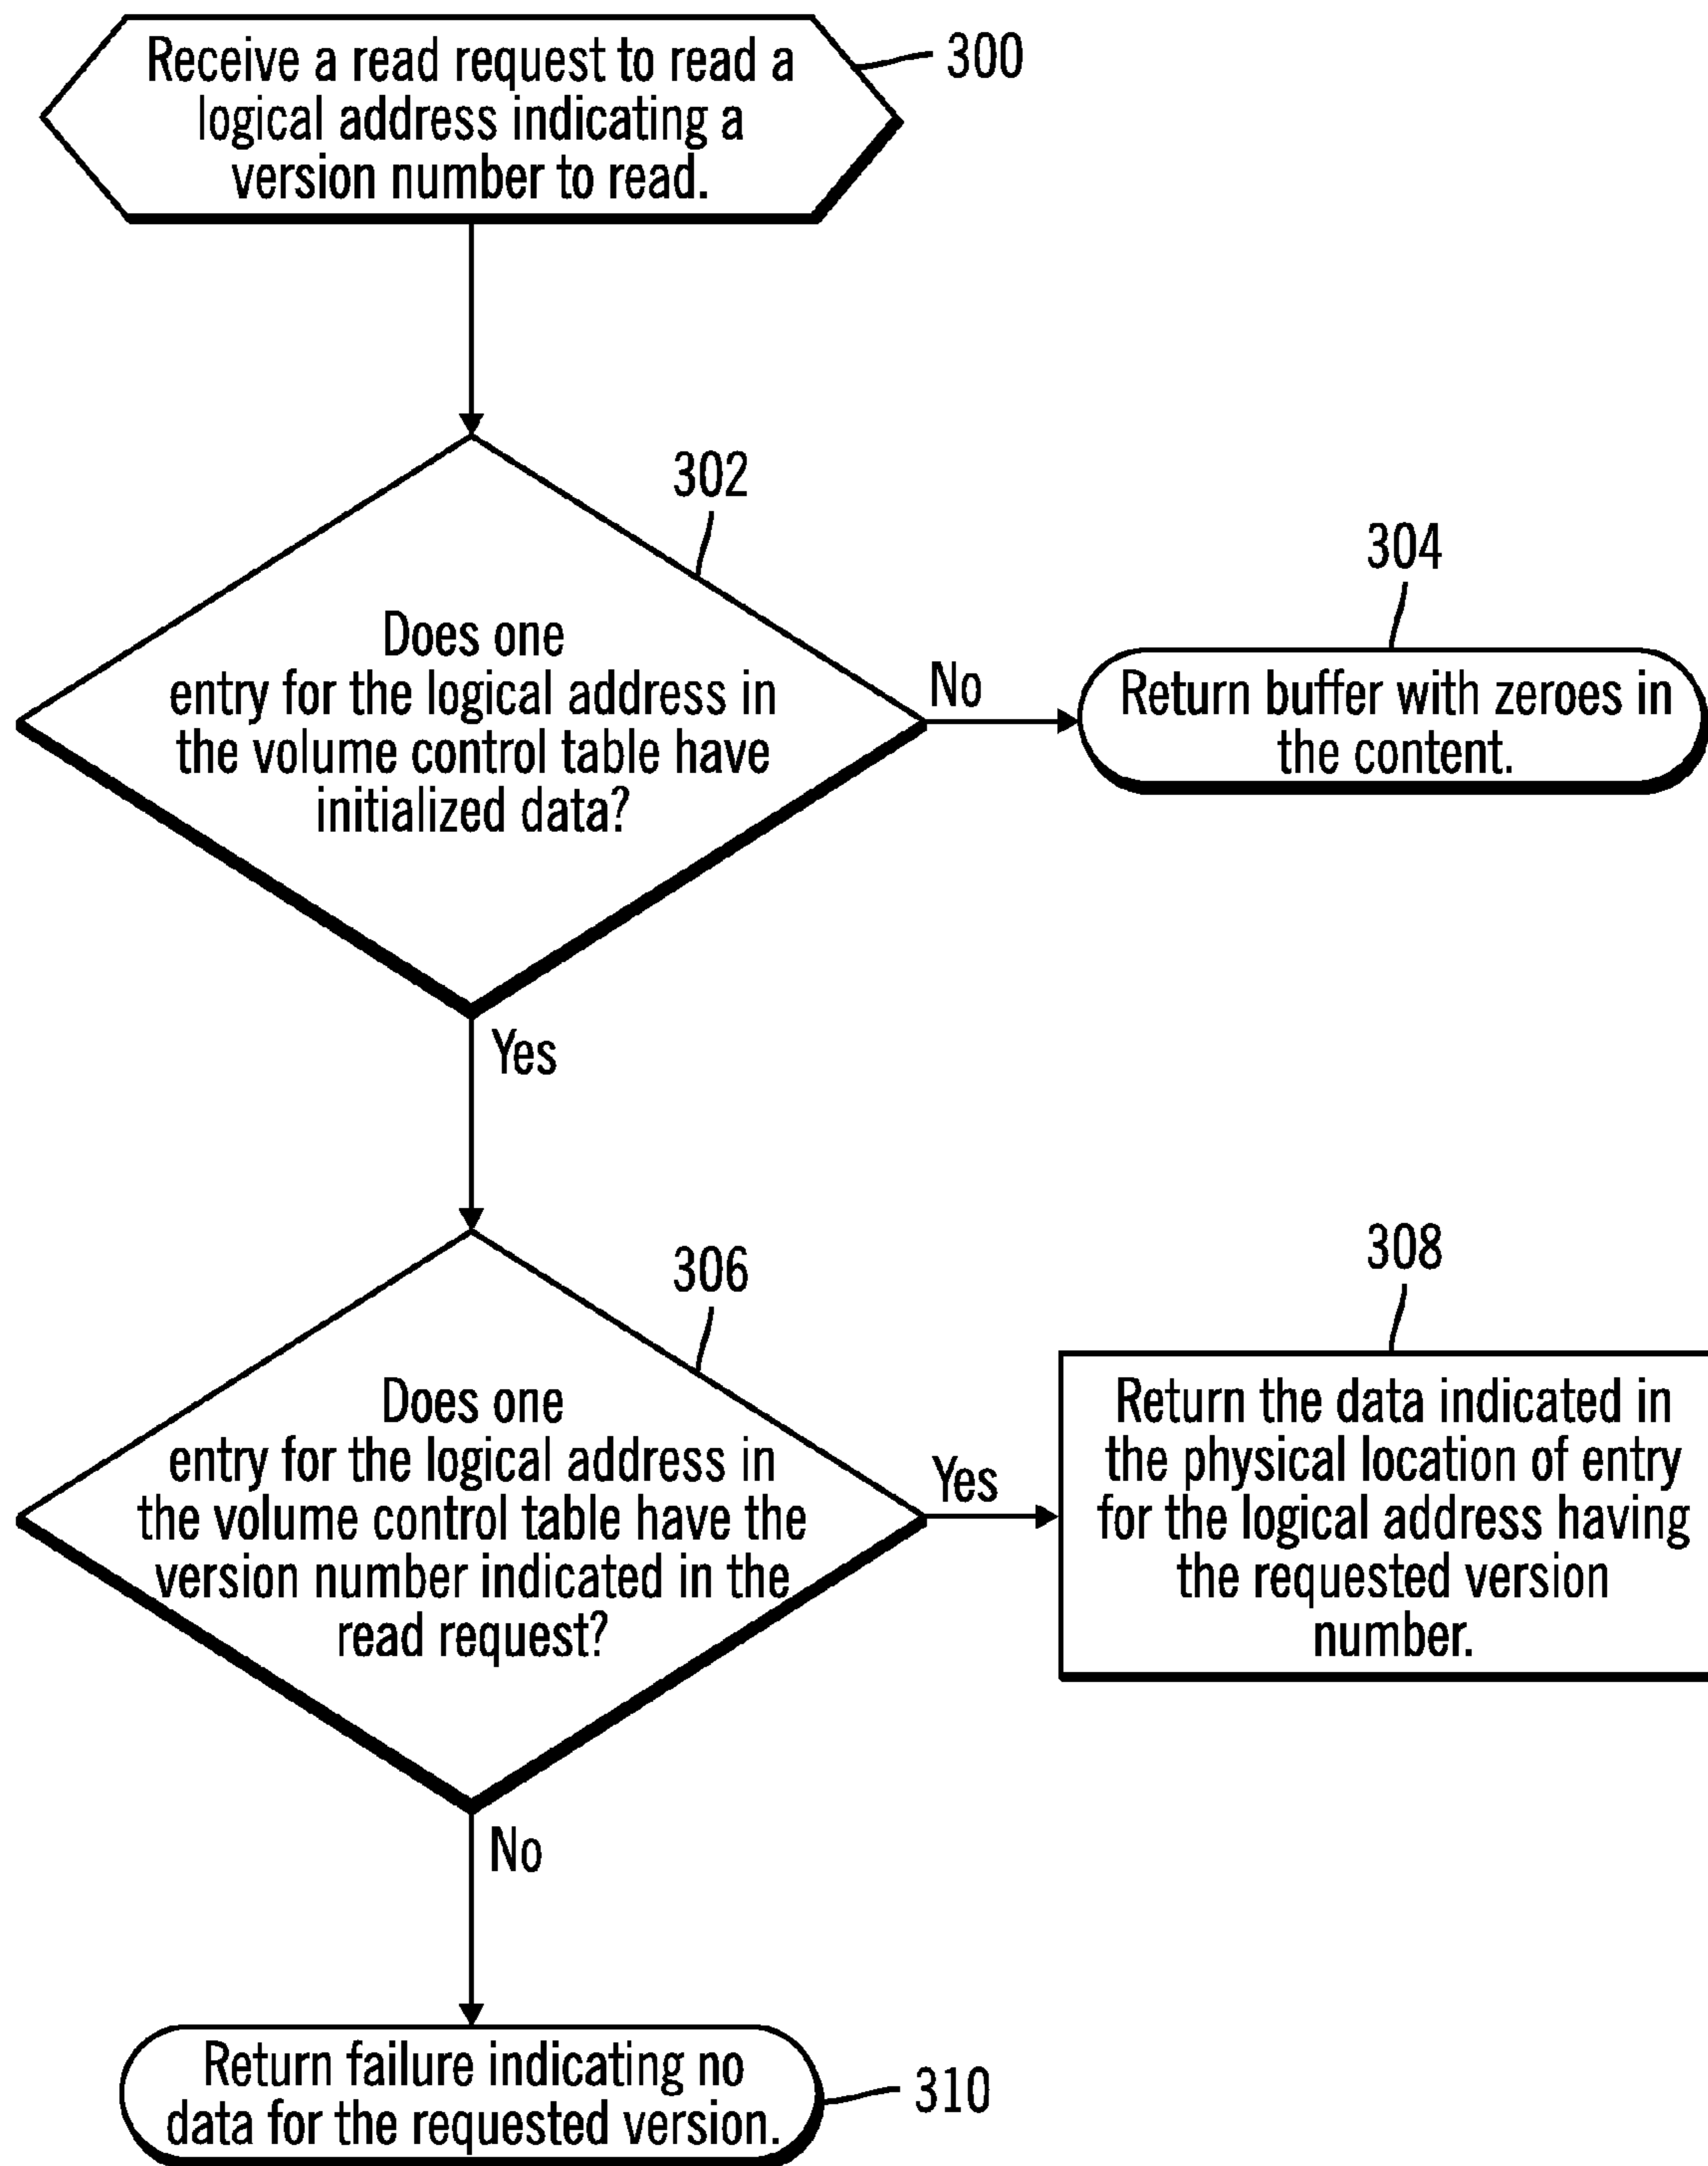 Receive a read request to read a
logical address indicating a
version number to read.
300
302
Does one
entry for the logical address in
the volume control table have
initialized data?
No
304
Return buffer with zeroes in
the content.
Yes
306
Does one
entry for the logical address in
the volume control table have the
version number indicated in the
read request?
Yes
308
Return the data indicated in
the physical location of entry
for the logical address having
the requested version
number.
No
Return failure indicating no
data for the requested version.
310